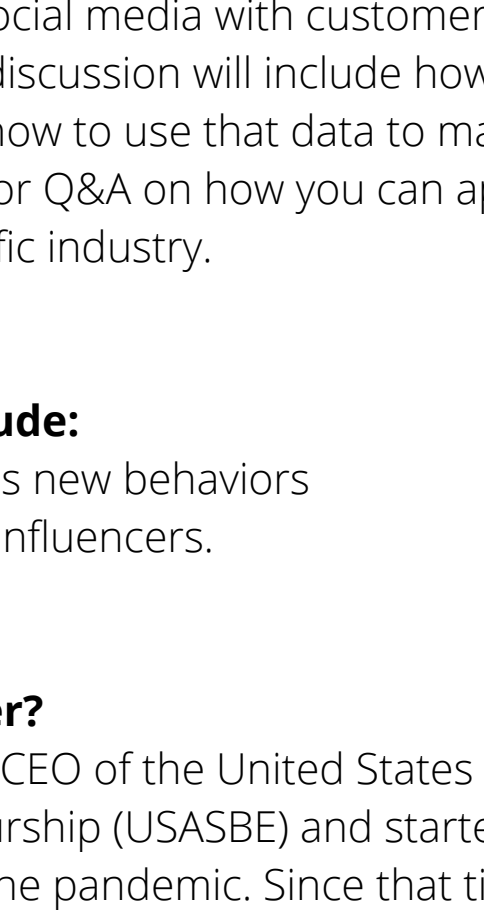 ocial media with customer
discussion will include how
now to use that data to ma
or Q&A on how you can ap
fic industry.
ude:
s new behaviors
nfluencers.
er?
CEO of the United States
urship (USASBE) and starte
he pandemic. Since that ti